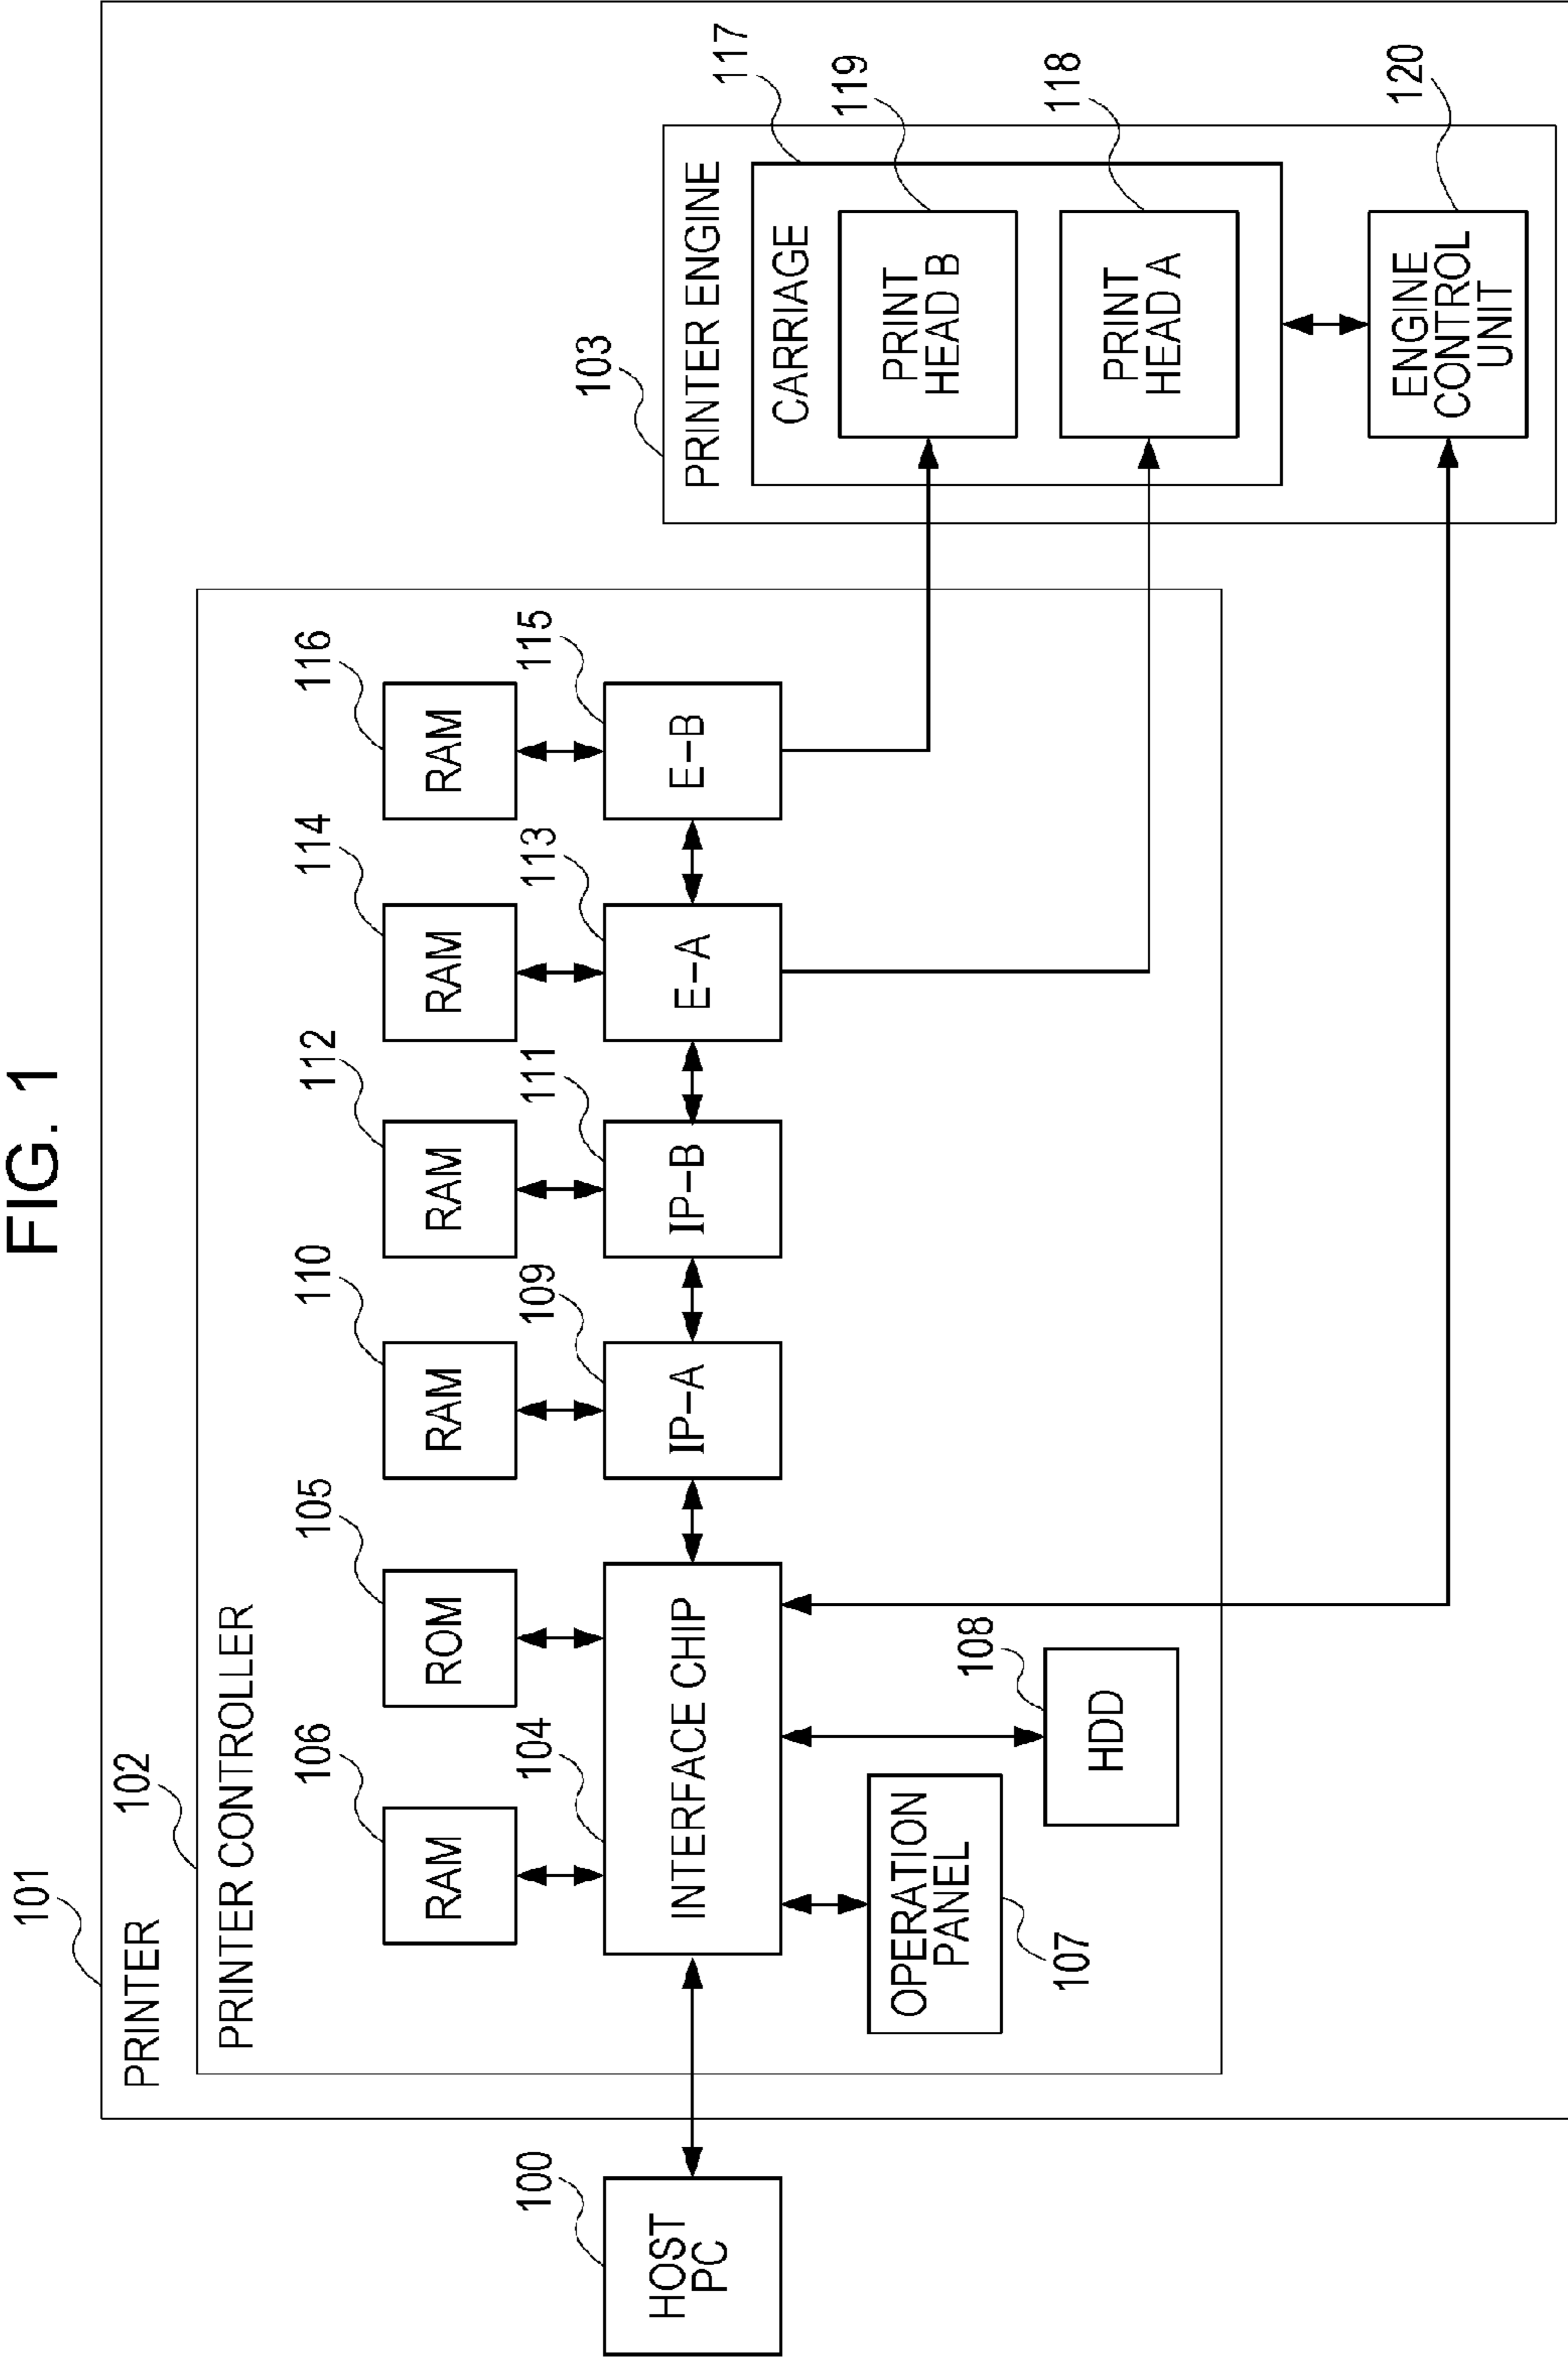 FIG. 1
101
PRINTER
102
PRINTER CONTROLLER
106
RAM
105
ROM
110
RAM
112
RAM
114
RAM
116
RAM
100
HOST
PC
104
INTERFACE CHIP
109
IP-A
111
IP-B
113
E-A
115
E-B
107
OPERATION
PANEL
108
HDD
103
PRINTER ENGINE
117
CARRIAGE
119
PRINT
HEAD B
118
PRINT
HEAD A
120
ENGINE
CONTROL
UNIT